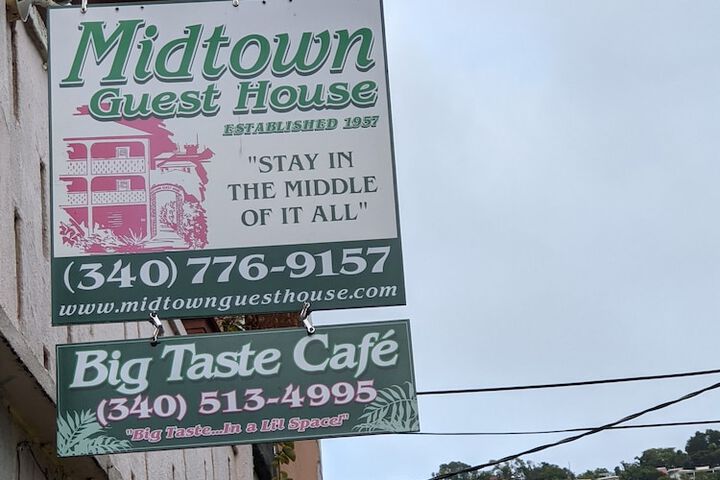 Midtown
Guest House
ESTABLISHED 1957
"STAY IN
THE MIDDLE
OF IT ALL"
(340) 776-9157
www.midtownguesthouse.com
Big Taste Café
(340) 513-4995
"Big Taste...In a Li'l Space!"